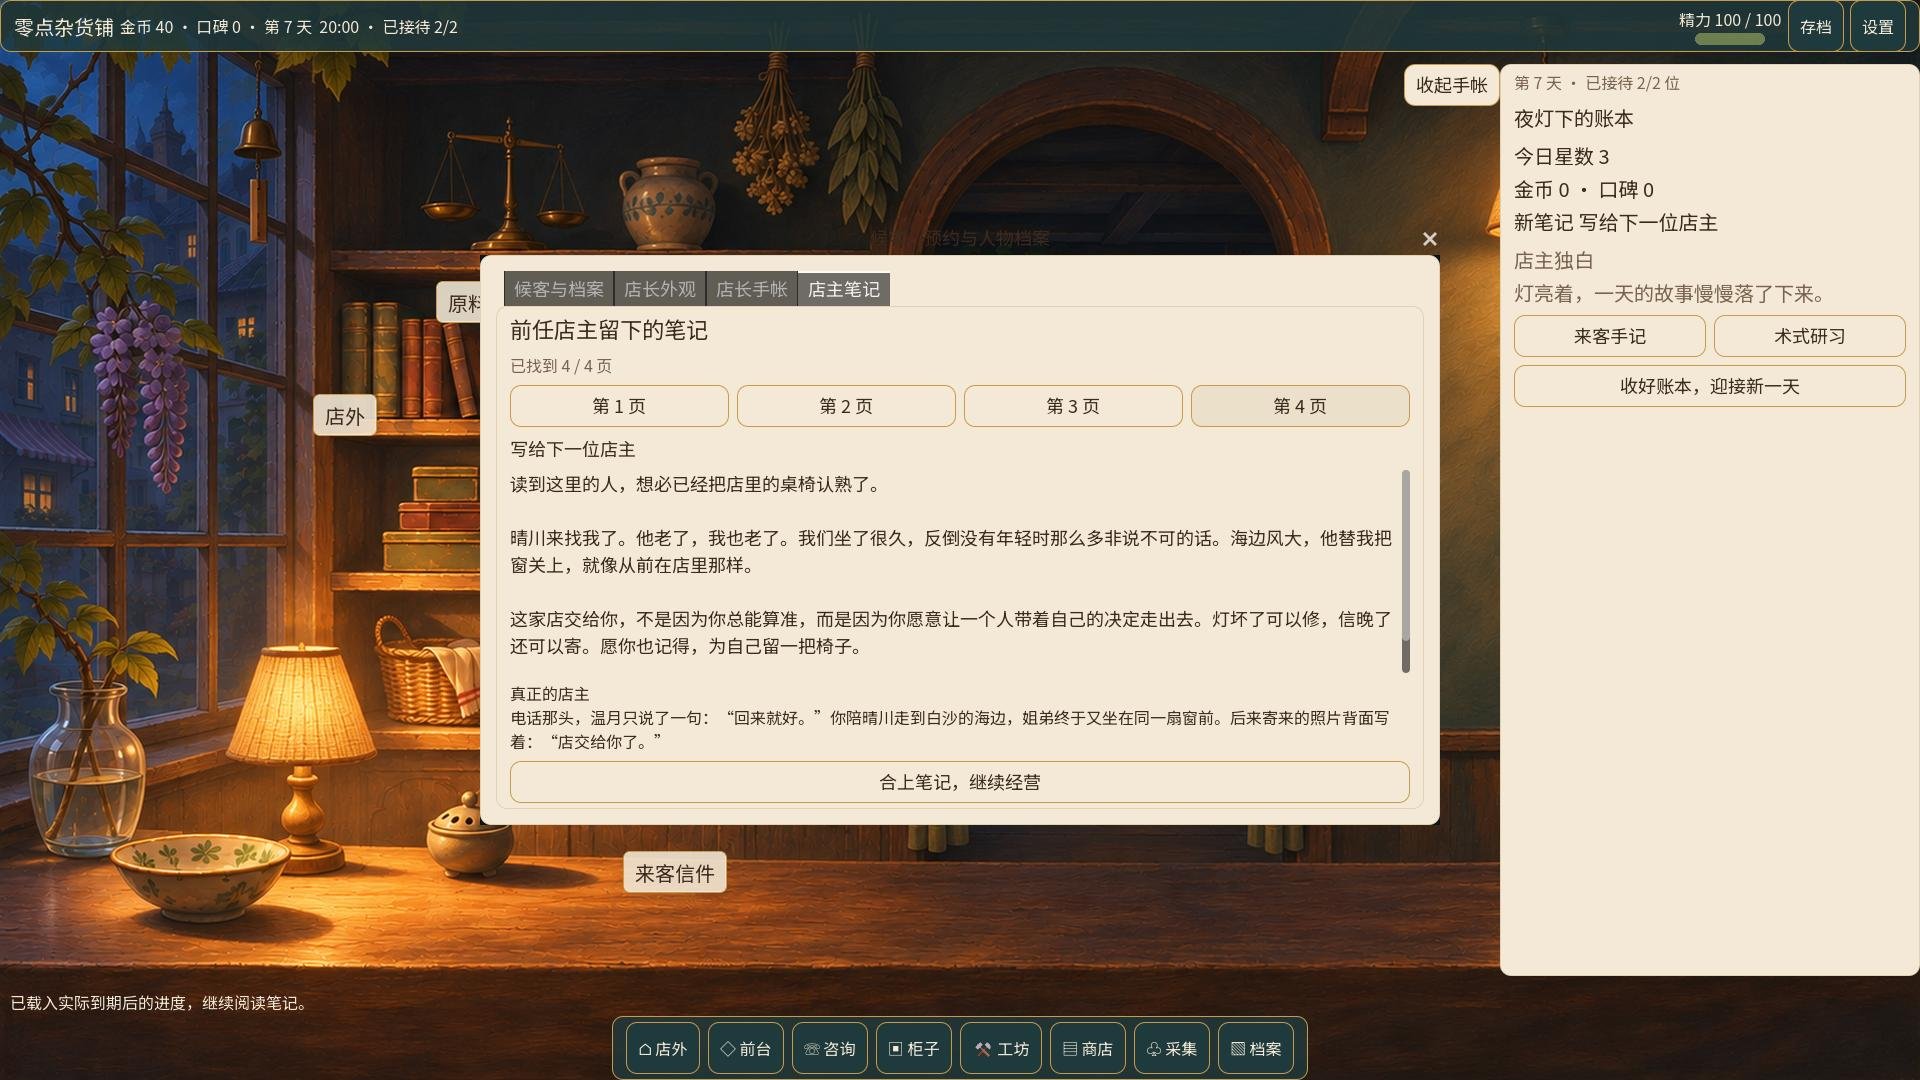 零点杂货铺 金币 40 · 口碑 0 · 第 7 天 20:00 · 已接待 2/2
精力 100 / 100
存档
设置
收起手帐
第 7 天 · 已接待 2/2 位
夜灯下的账本
今日星数 3
金币 0 · 口碑 0
新笔记 写给下一位店主
店主独白
灯亮着，一天的故事慢慢落了下来。
来客手记
术式研习
收好账本，迎接新一天
预约与人物档案
×
原料
店外
候客与档案
店长外观
店长手帐
店主笔记
前任店主留下的笔记
已找到 4 / 4 页
第 1 页
第 2 页
第 3 页
第 4 页
写给下一位店主
读到这里的人，想必已经把店里的桌椅认熟了。
晴川来找我了。他老了，我也老了。我们坐了很久，反倒没有年轻时那么多非说不可的话。海边风大，他替我把
窗关上，就像从前在店里那样。
这家店交给你，不是因为你总能算准，而是因为你愿意让一个人带着自己的决定走出去。灯坏了可以修，信晚了
还可以寄。愿你也记得，为自己留一把椅子。
真正的店主
电话那头，温月只说了一句：“回来就好。”你陪晴川走到白沙的海边，姐弟终于又坐在同一扇窗前。后来寄来的照片背面写
着：“店交给你了。”
合上笔记，继续经营
来客信件
已载入实际到期后的进度，继续阅读笔记。
店外
前台
咨询
柜子
工坊
商店
采集
档案